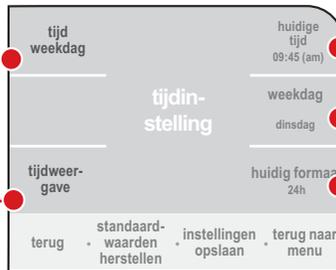 tijd
weekdag
huidige
tijd
09:45 (am)
tijdin-
stelling
weekdag
dinsdag
tijdweer-
gave
huidig
24h
terug
standaard-
waarden
herstellen
instellingen
opslaan
terug naar
menu